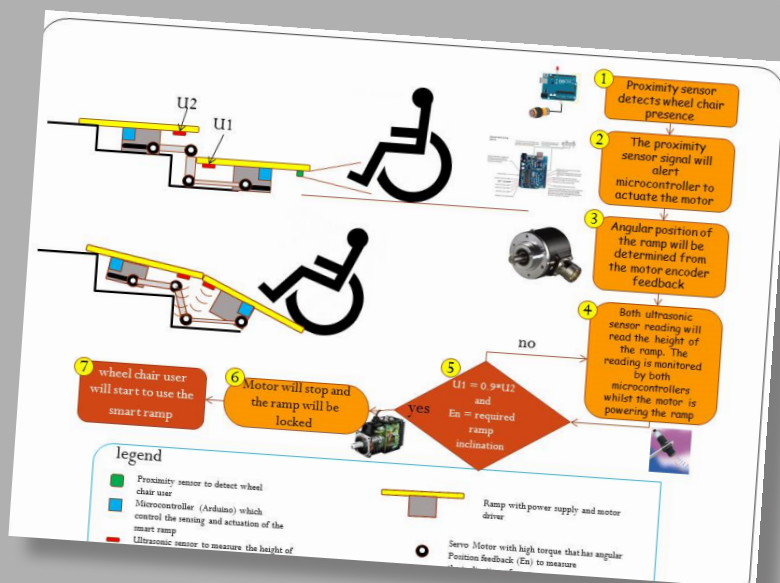 U2
U1
1
Proximity sensor
detects wheel chair
presence
2
The proximity
sensor signal will
alert
microcontroller to
actuate the motor
3
Angular position of
the ramp will be
determined from
the motor encoder
feedback
4
Both ultrasonic
sensor reading will
read the height of
the ramp. The
reading is monitored
by both
microcontrollers
whilst the motor is
powering the ramp
no
5
U1 = 0.9*U2
and
En = required
ramp
inclination
yes
6
Motor will stop and
the ramp will be
locked
7
wheel chair user
will start to use the
smart ramp
legend
Proximity sensor to detect wheel
chair user
Microcontroller (Arduino) which
control the sensing and actuation of the
smart ramp
Ultrasonic sensor to measure the height of
Ramp with power supply and motor
driver
Servo Motor with high torque that has angular
Position feedback (En) to measure